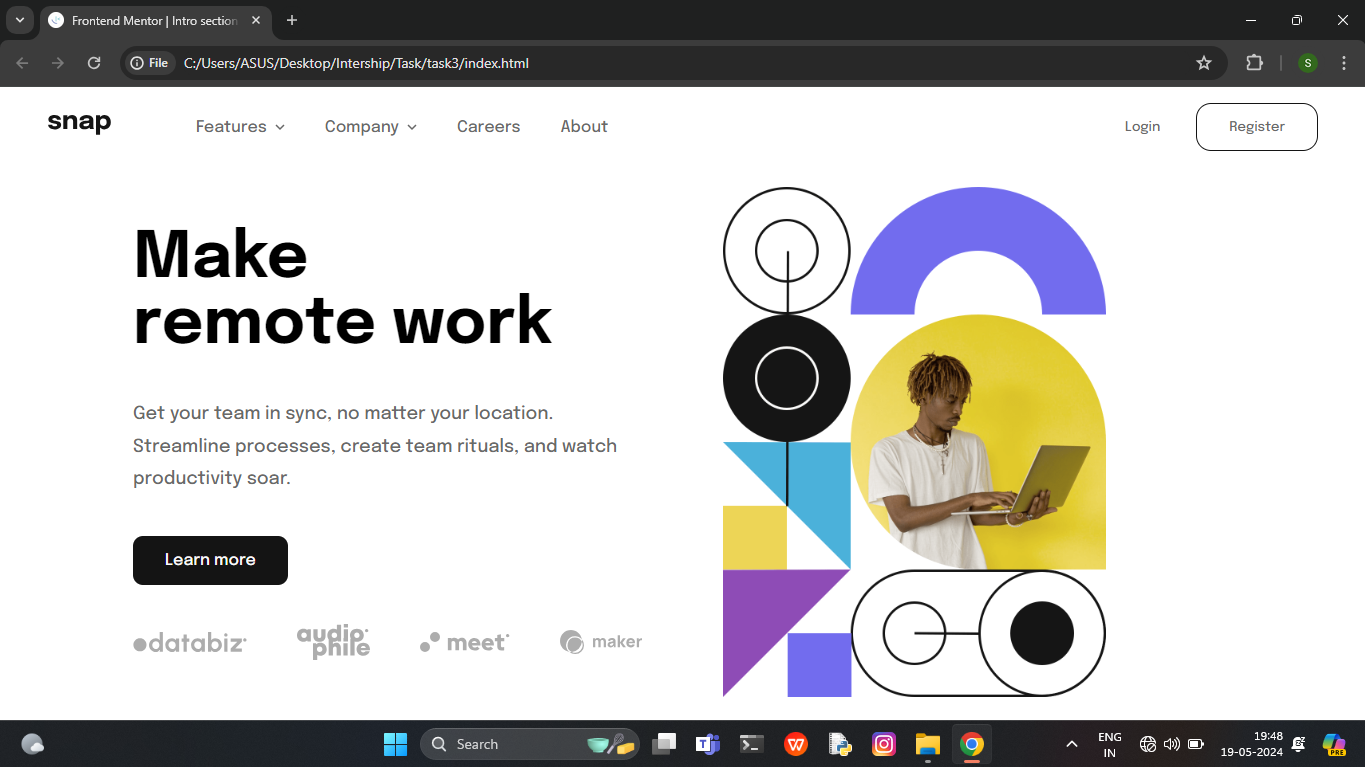 Frontend Mentor | Intro section
File C:/Users/ASUS/Desktop/Intership/Task/task3/index.html
S
snap
Features Company Careers About
Login Register
Make
remote work
Get your team in sync, no matter your location.
Streamline processes, create team rituals, and watch
productivity soar.
Learn more
databiz audiophile meet maker
Search
ENG
IN
19:48
19-05-2024
PRE